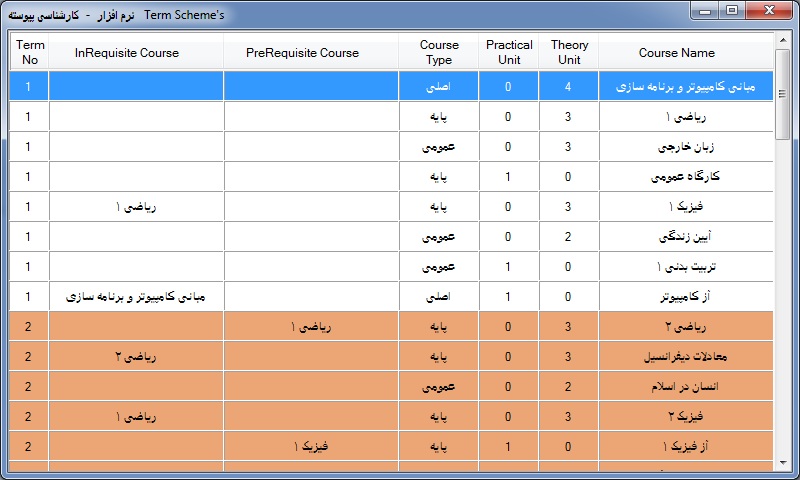 Term Scheme's نرم افزار - کارشناسی پیوسته
Term No InRequisite Course PreRequisite Course Course Type Practical Unit Theory Unit Course Name
1 اصلی 0 4 مبانی کامپیوتر و برنامه سازی
1 پایه 0 3 ریاضی ۱
1 عمومی 0 3 زبان خارجی
1 پایه 1 0 کارگاه عمومی
1 ریاضی ۱ پایه 0 3 فیزیک ۱
1 عمومی 0 2 آیین زندگی
1 عمومی 1 0 تربیت بدنی ۱
1 مبانی کامپیوتر و برنامه سازی اصلی 1 0 آز کامپیوتر
2 ریاضی ۱ پایه 0 3 ریاضی ۲
2 ریاضی ۲ پایه 0 3 معادلات دیفرانسیل
2 عمومی 0 2 انسان در اسلام
2 ریاضی ۱ پایه 0 3 فیزیک ۲
2 فیزیک ۱ پایه 1 0 آز فیزیک ۱